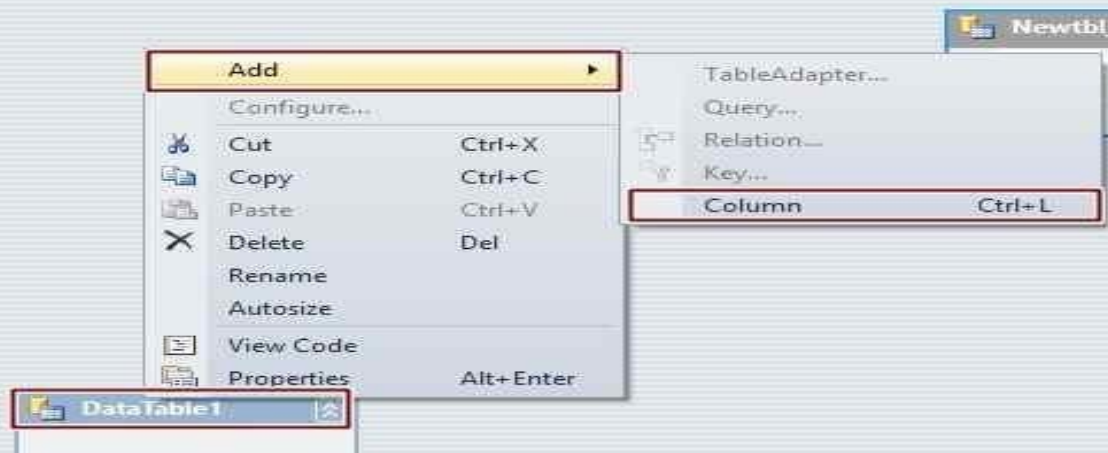 Newtbl
Add
TableAdapter...
Configure...
Query...
Cut Ctrl+X
Relation...
Copy Ctrl+C
Key...
Paste Ctrl+V
Column Ctrl+L
Delete Del
Rename
Autosize
View Code
Properties Alt+Enter
DataTable1